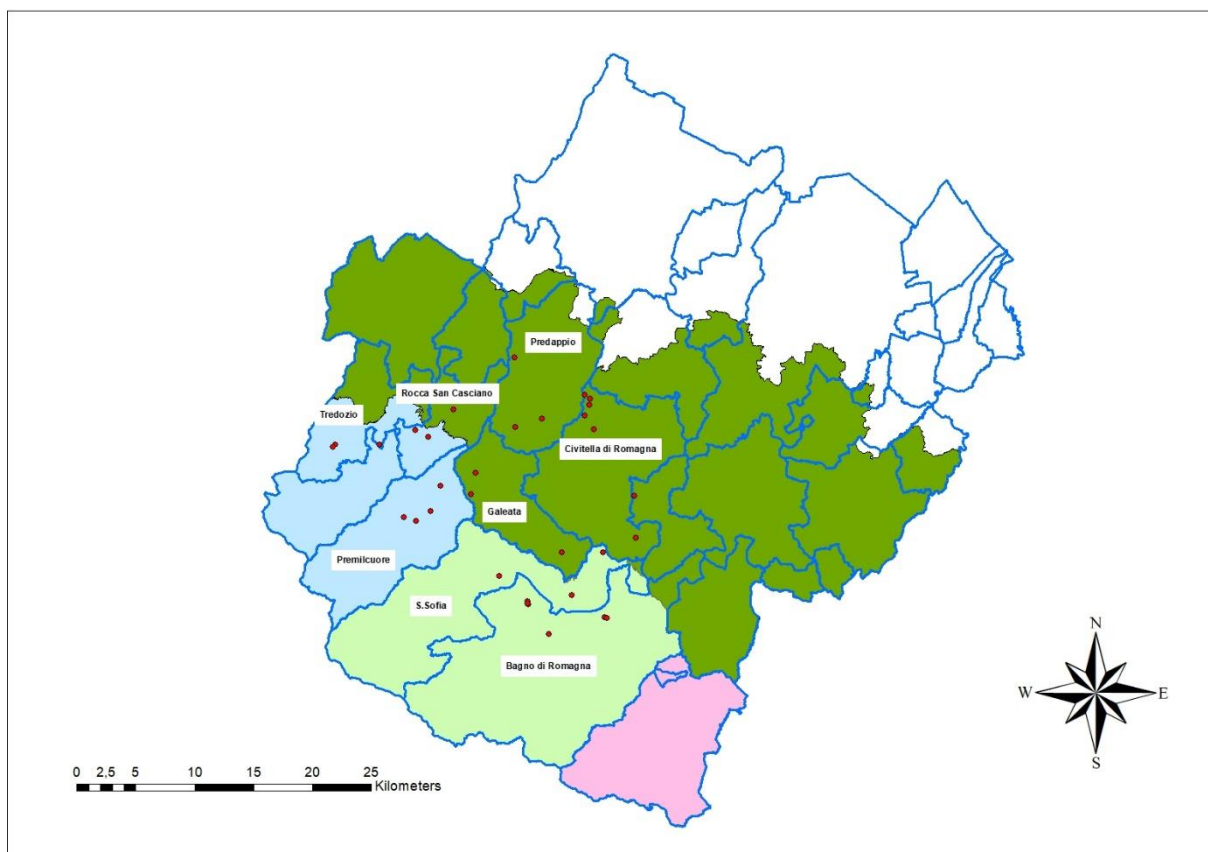 Predappio
Rocca San Casciano
Tredozio
Civitella di Romagna
Galeata
Premilcuore
S.Sofia
Bagno di Romagna
N
W
E
S
0 2,5 5 10 15 20 25
Kilometers